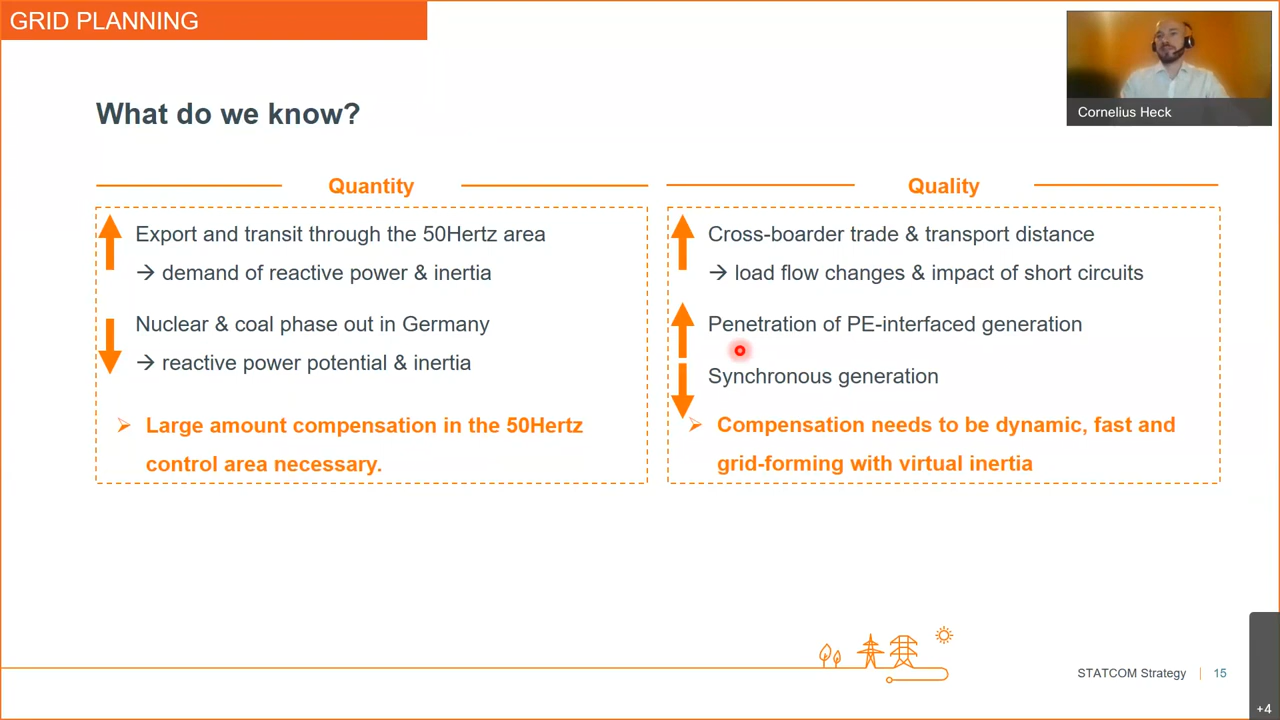 GRID PLANNING
Cornelius Heck
What do we know?
Quantity
Export and transit through the 50Hertz area
→ demand of reactive power & inertia
Nuclear & coal phase out in Germany
→ reactive power potential & inertia
➢ Large amount compensation in the 50Hertz
control area necessary.
Quality
Cross-boarder trade & transport distance
→ load flow changes & impact of short circuits
Penetration of PE-interfaced generation
Synchronous generation
➢ Compensation needs to be dynamic, fast and
grid-forming with virtual inertia
STATCOM Strategy | 15
+4